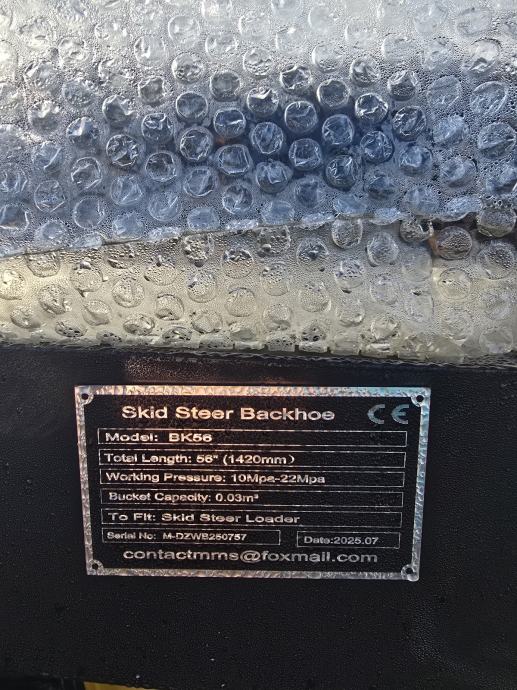 Skid Steer Backhoe CE
Model: BK56
Total Length: 56" (1420mm)
Working Pressure: 10Mpa-22Mpa
Bucket Capacity: 0.03m³
To Fit: Skid Steer Loader
Serial No: M-DZWB250757 Date:2025.07
contactmms@foxmail.com